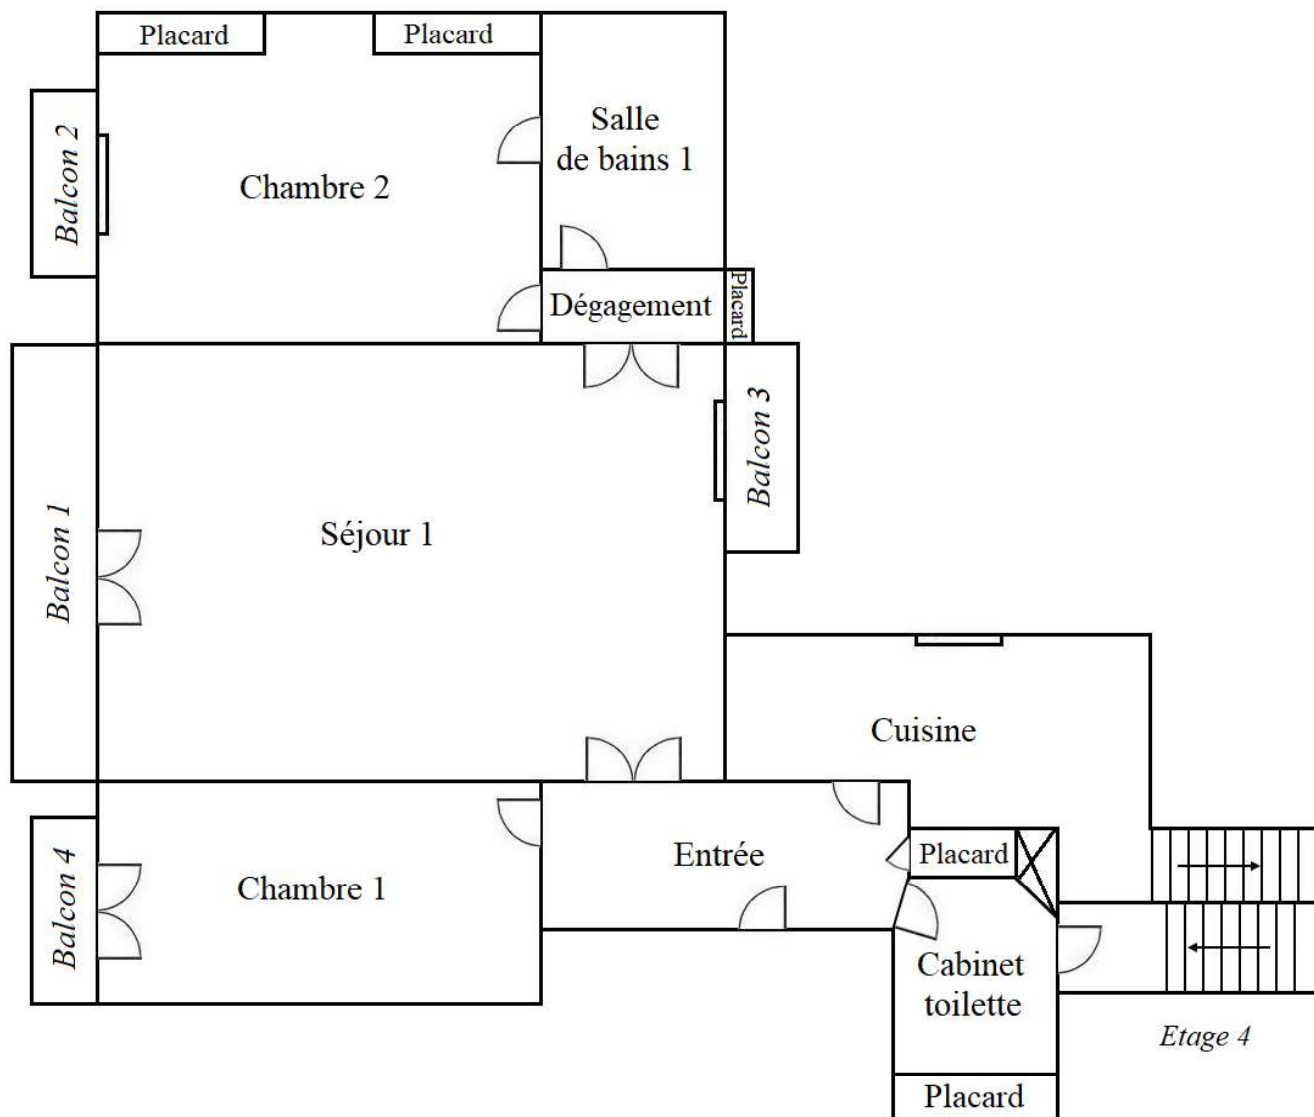 Placard
Placard
Salle
de bains 1
Balcon 2
Chambre 2
Dégagement
Placard
Balcon 3
Balcon 1
Séjour 1
Cuisine
Entrée
Placard
Balcon 4
Chambre 1
Cabinet
toilette
Etage 4
Placard